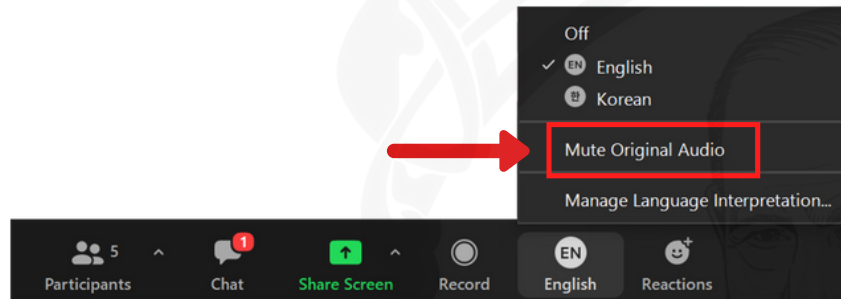 Off
EN English
한 Korean
Mute Original Audio
Manage Language Interpretation...
5
1
EN
Participants
Chat
Share Screen
Record
English
Reactions